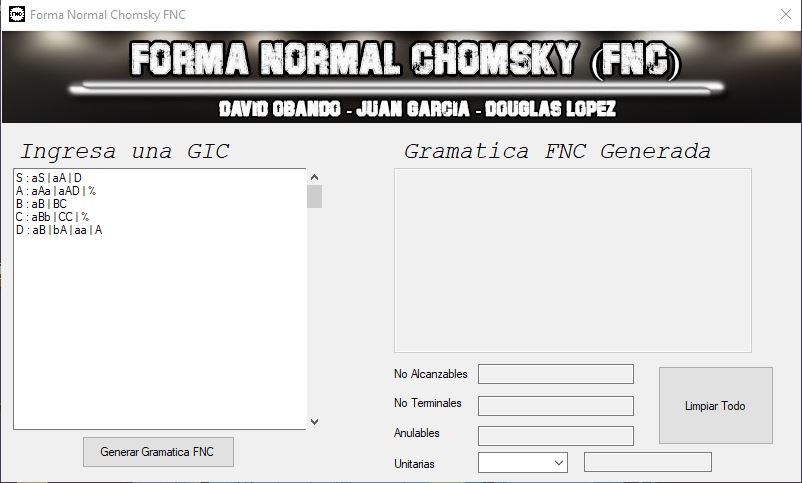 FNC Forma Normal Chomsky FNC
FORMA NORMAL CHOMSKY (FNC)
DAVID OBANDO - JUAN GARCIA - DOUGLAS LOPEZ
Ingresa una GIC
S : aS | aA | D
A : aAa | aAD | %
B : aB | BC
C : aBb | CC | %
D : aB | bA | aa | A
Generar Gramatica FNC
Gramatica FNC Generada
No Alcanzables
No Terminales
Anulables
Unitarias
Limpiar Todo